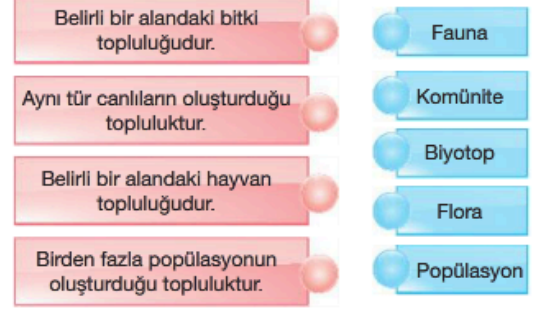 Belirli bir alandaki bitki
topluluğudur.
Aynı tür canlıların oluşturduğu
topluluktur.
Belirli bir alandaki hayvan
topluluğudur.
Birden fazla popülasyonun
oluşturduğu topluluktur.
Fauna
Komünite
Biyotop
Flora
Popülasyon